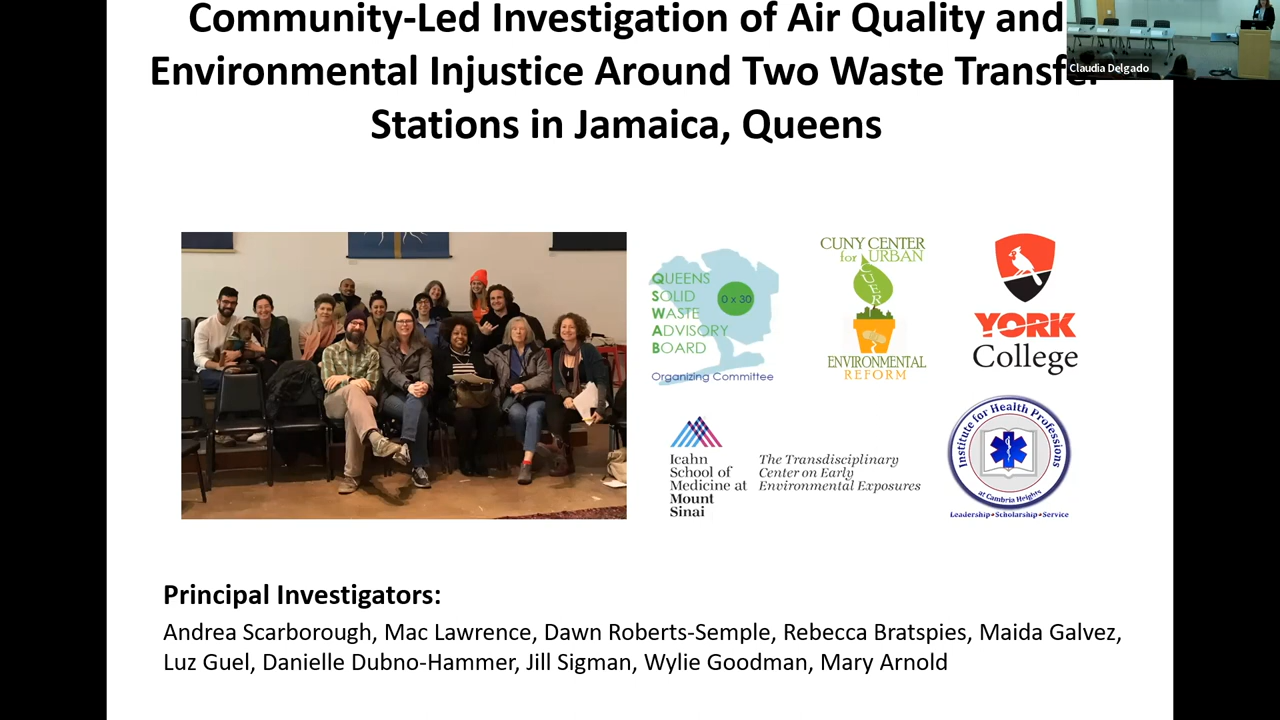 Community-Led Investigation of Air Quality and
Environmental Injustice Around Two Waste Transfer
Stations in Jamaica, Queens
Claudia Delgado
QUEENS
SOLID
WASTE
ADVISORY
BOARD
0 x 30
Organizing Committee
CUNY CENTER
for URBAN
CUER
ENVIRONMENTAL
REFORM
YORK
College
Icahn
School of
Medicine at
Mount
Sinai
The Transdisciplinary
Center on Early
Environmental Exposures
Institute for Health Professions
at Cambria Heights
Leadership•Scholarship•Service
Principal Investigators:
Andrea Scarborough, Mac Lawrence, Dawn Roberts-Semple, Rebecca Bratspies, Maida Galvez,
Luz Guel, Danielle Dubno-Hammer, Jill Sigman, Wylie Goodman, Mary Arnold